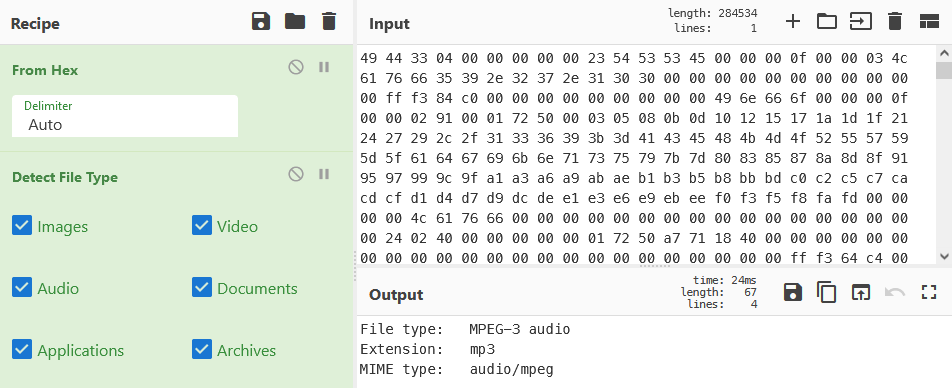 Recipe
From Hex
Delimiter
Auto
Detect File Type
Images
Video
Audio
Documents
Applications
Archives
Input
length: 284534
lines: 1
49 44 33 04 00 00 00 00 00 23 54 53 53 45 00 00 00 0f 00 00 03 4c
61 76 66 35 39 2e 32 37 2e 31 30 30 00 00 00 00 00 00 00 00 00 00
00 ff f3 84 c0 00 00 00 00 00 00 00 00 00 49 6e 66 6f 00 00 00 0f
00 00 02 91 00 01 72 50 00 03 05 08 0b 0d 10 12 15 17 1a 1d 1f 21
24 27 29 2c 2f 31 33 36 39 3b 3d 41 43 45 48 4b 4d 4f 52 55 57 59
5d 5f 61 64 67 69 6b 6e 71 73 75 79 7b 7d 80 83 85 87 8a 8d 8f 91
95 97 99 9c 9f a1 a3 a6 a9 ab ae b1 b3 b5 b8 bb bd c0 c2 c5 c7 ca
cd cf d1 d4 d7 d9 dc de e1 e3 e6 e9 eb ee f0 f3 f5 f8 fa fd 00 00
00 00 4c 61 76 66 00 00 00 00 00 00 00 00 00 00 00 00 00 00 00 00
00 24 02 40 00 00 00 00 00 01 72 50 a7 71 18 40 00 00 00 00 00 00
00 00 00 00 00 00 00 00 00 00 00 00 00 00 00 00 00 ff f3 64 c4 00
Output
time: 24ms
length: 67
lines: 4
File type: MPEG-3 audio
Extension: mp3
MIME type: audio/mpeg